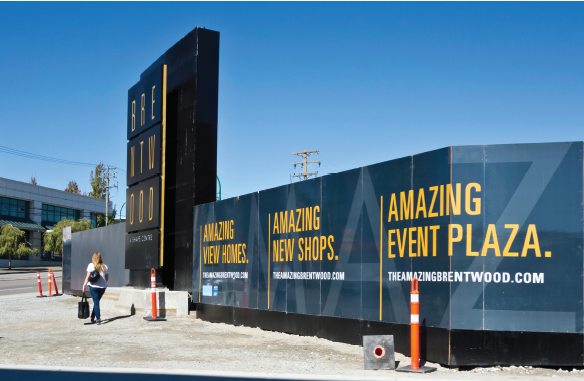 BRE
NTW
OOD
AMAZING
VIEW HOMES.
THEAMAZINGBRENTWOOD.COM
AMAZING
NEW SHOPS.
THEAMAZINGBRENTWOOD.COM
AMAZING
EVENT PLAZA.
THEAMAZINGBRENTWOOD.COM